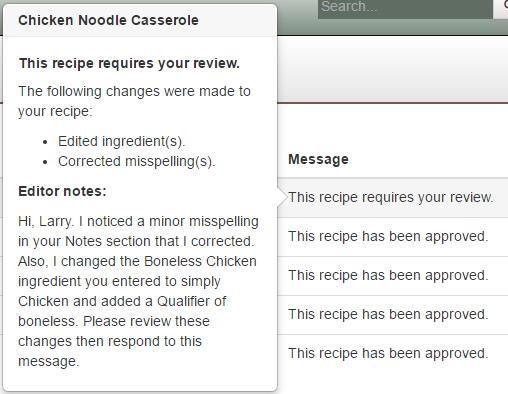 Chicken Noodle Casserole
This recipe requires your review.
The following changes were made to
your recipe:
• Edited ingredient(s).
• Corrected misspelling(s).
Editor notes:
Hi, Larry. I noticed a minor misspelling
in your Notes section that I corrected.
Also, I changed the Boneless Chicken
ingredient you entered to simply
Chicken and added a Qualifier of
boneless. Please review these
changes then respond to this
message.
Search...
Message
This recipe requires your review.
This recipe has been approved.
This recipe has been approved.
This recipe has been approved.
This recipe has been approved.